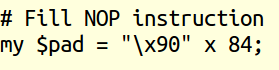 # Fill NOP instruction
my $pad = "\x90" x 84;